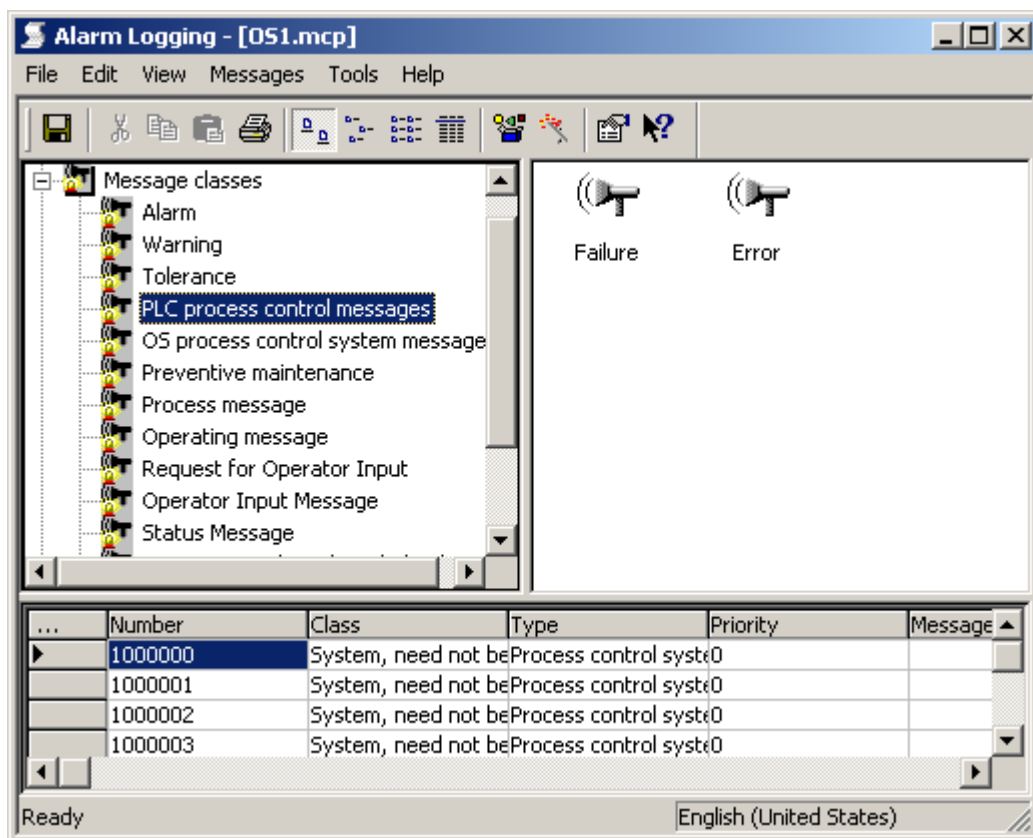 Alarm Logging - [OS1.mcp]
File Edit View Messages Tools Help
Message classes
Alarm
Warning
Tolerance
PLC process control messages
OS process control system message
Preventive maintenance
Process message
Operating message
Request for Operator Input
Operator Input Message
Status Message
Failure Error
... Number Class Type Priority Message
1000000 System, need not be Process control syste 0
1000001 System, need not be Process control syste 0
1000002 System, need not be Process control syste 0
1000003 System, need not be Process control syste 0
Ready English (United States)